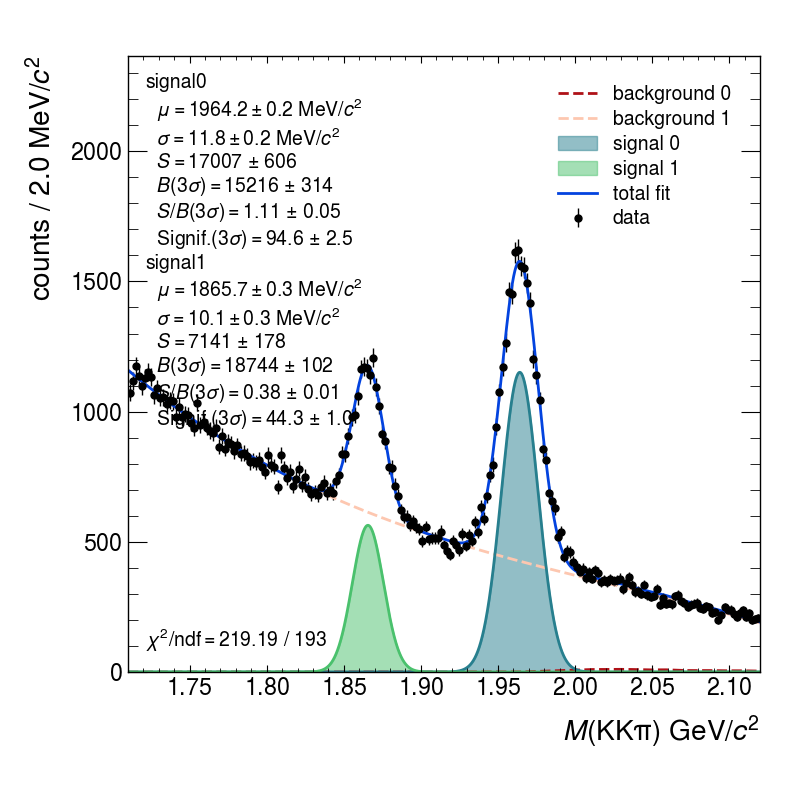 counts / 2.0 MeV/c²
signal0
μ = 1964.2 ± 0.2 MeV/c²
σ = 11.8 ± 0.2 MeV/c²
S = 17007 ± 606
B(3σ) = 15216 ± 314
S/B(3σ) = 1.11 ± 0.05
Signif.(3σ) = 94.6 ± 2.5
signal1
μ = 1865.7 ± 0.3 MeV/c²
σ = 10.1 ± 0.3 MeV/c²
S = 7141 ± 178
B(3σ) = 18744 ± 102
S/B(3σ) = 0.38 ± 0.01
Signif.(3σ) = 44.3 ± 1.0
background 0
background 1
signal 0
signal 1
total fit
data
2000
1500
1000
500
0
χ²/ndf = 219.19 / 193
1.75 1.80 1.85 1.90 1.95 2.00 2.05 2.10
M(KKπ) GeV/c²